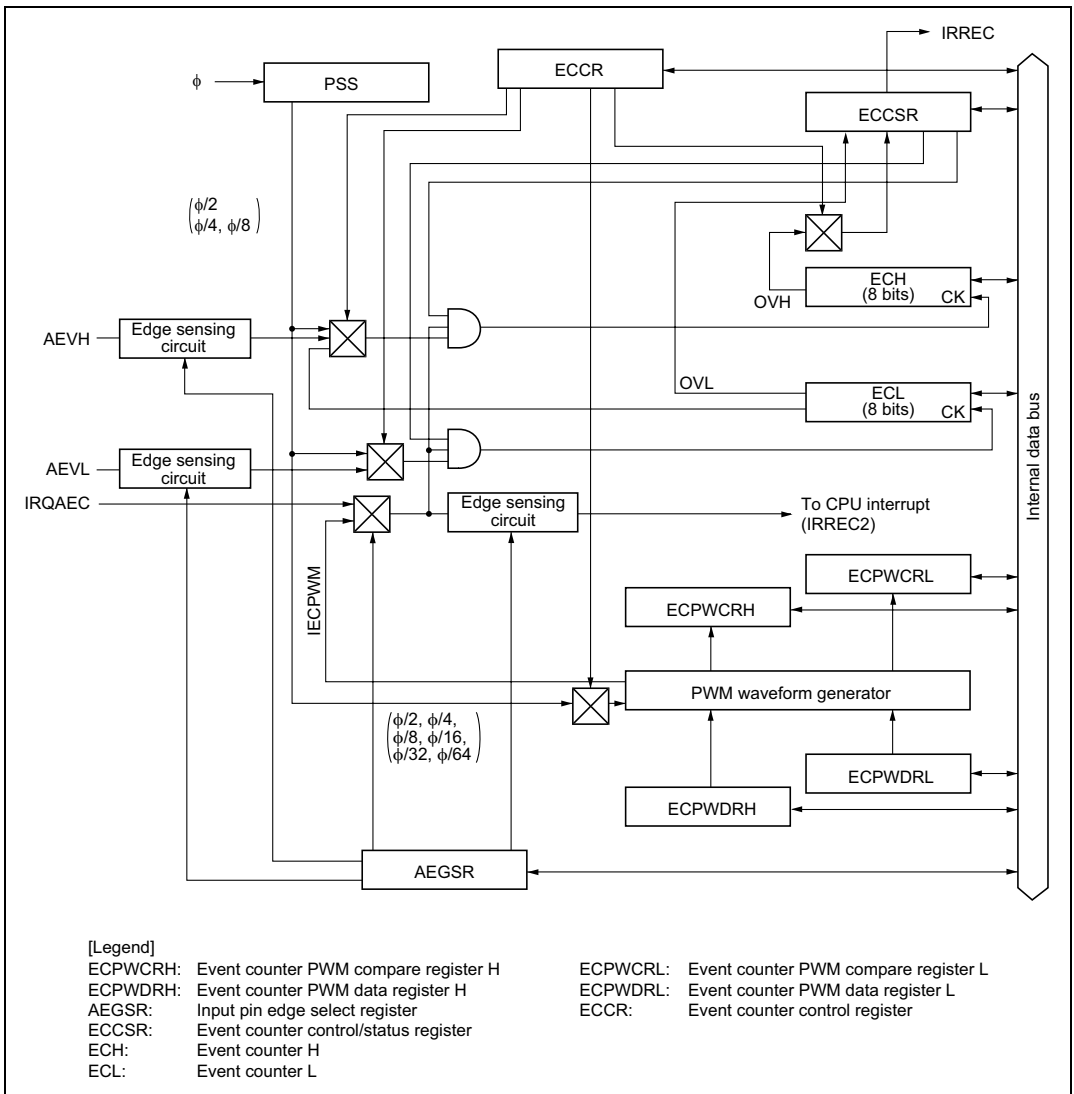 IRREC
φ
PSS
ECCR
ECCSR
φ/2
φ/4, φ/8
ECH
(8 bits)
CK
OVH
AEVH
Edge sensing
circuit
OVL
ECL
(8 bits)
CK
AEVL
Edge sensing
circuit
IRQAEC
Edge sensing
circuit
To CPU interrupt
(IRREC2)
Internal data bus
IECPWM
ECPWCRL
ECPWCRH
PWM waveform generator
φ/2, φ/4,
φ/8, φ/16,
φ/32, φ/64
ECPWDRL
ECPWDRH
AEGSR
[Legend]
ECPWCRH: Event counter PWM compare register H
ECPWDRH: Event counter PWM data register H
AEGSR: Input pin edge select register
ECCSR: Event counter control/status register
ECH: Event counter H
ECL: Event counter L
ECPWCRL: Event counter PWM compare register L
ECPWDRL: Event counter PWM data register L
ECCR: Event counter control register